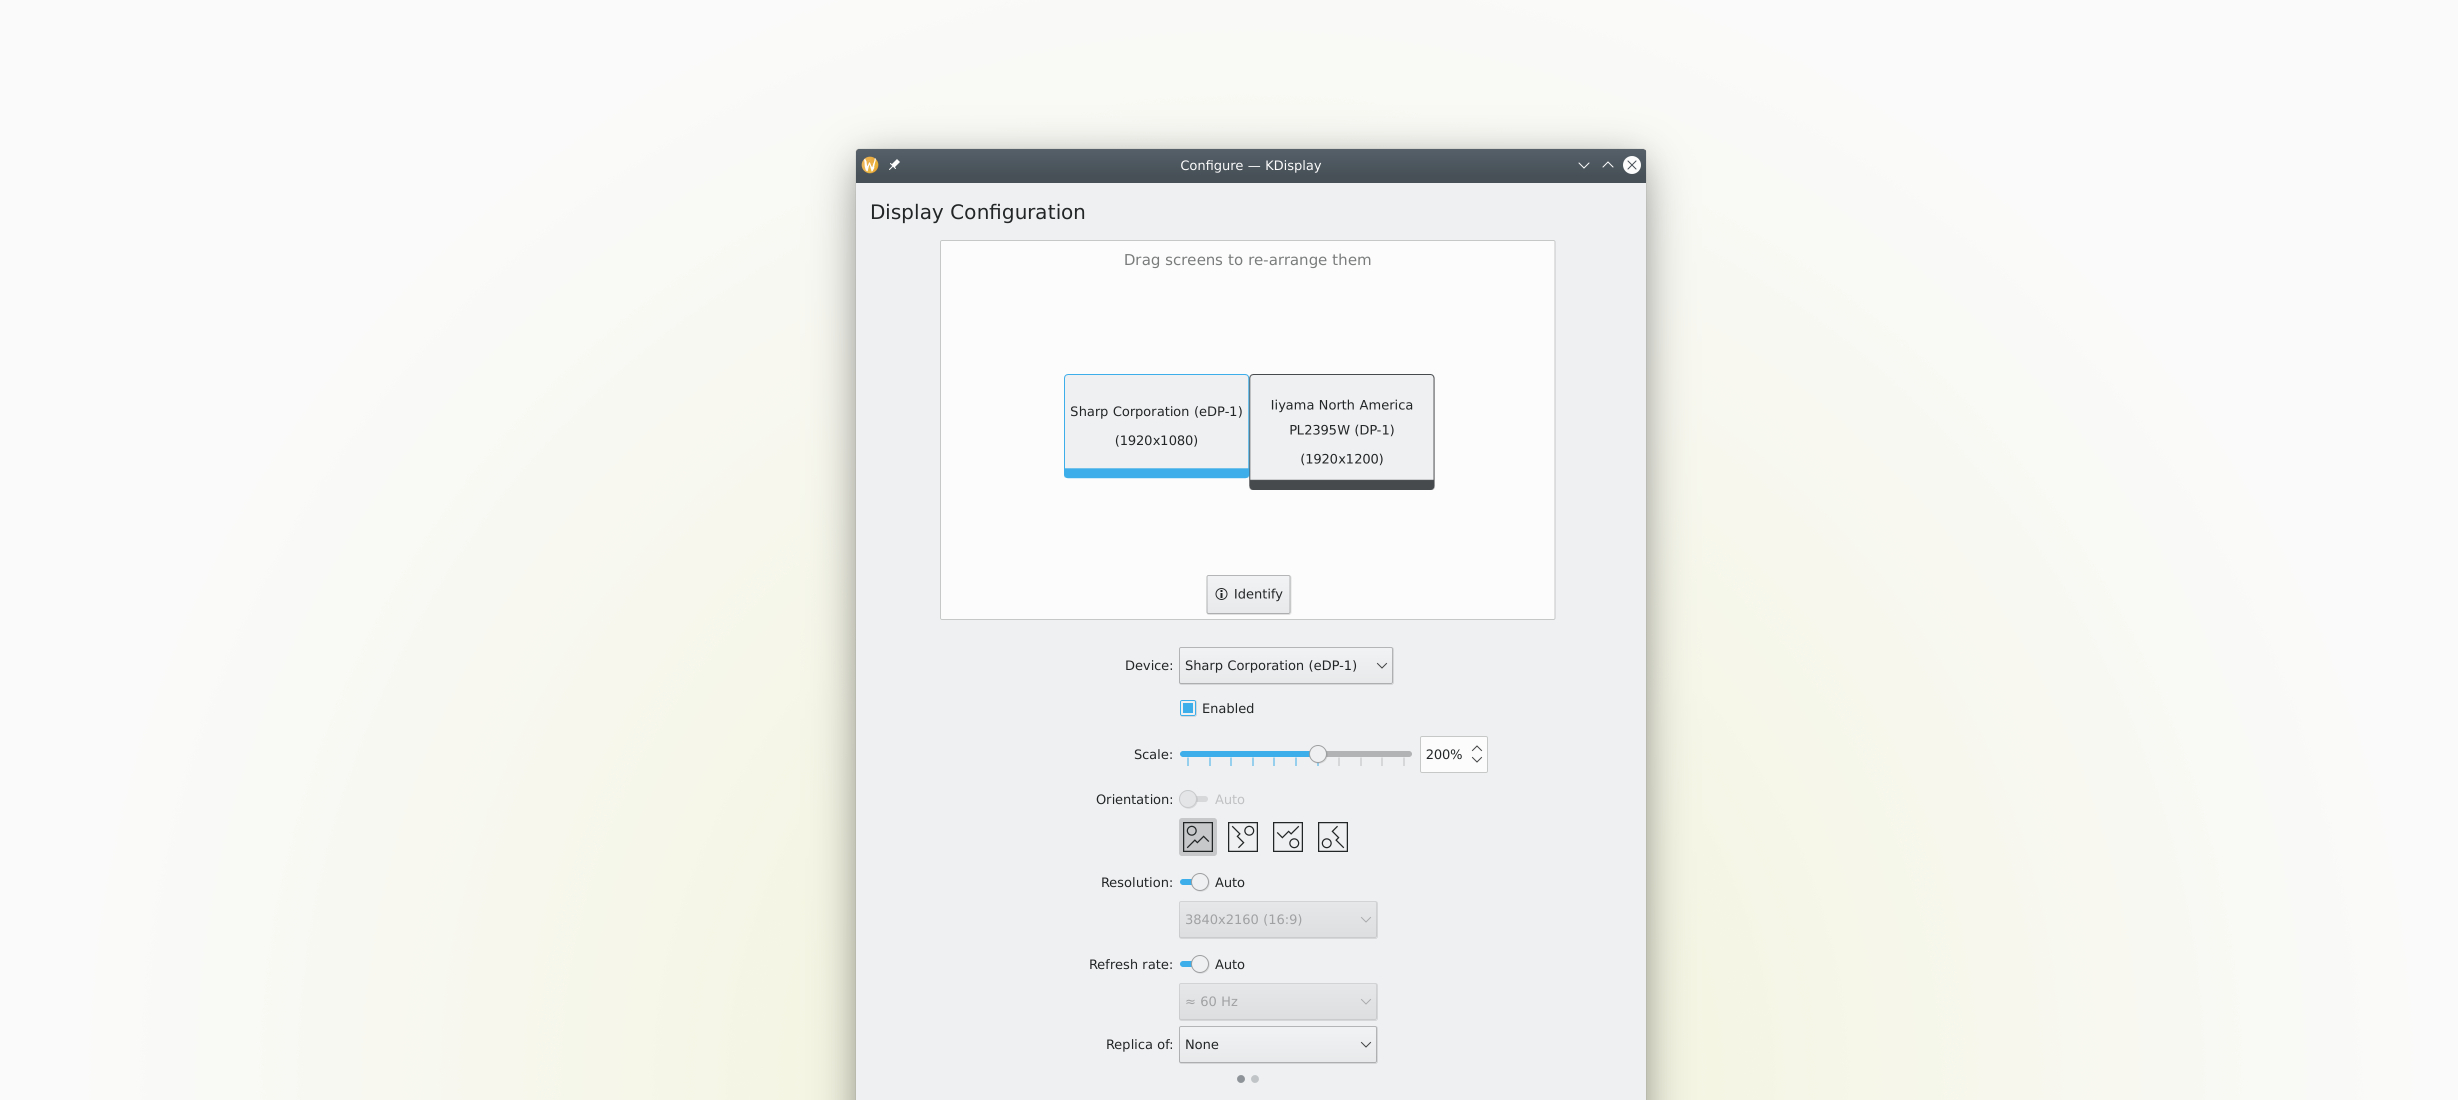 Configure — KDisplay
Display Configuration
Drag screens to re-arrange them
Sharp Corporation (eDP-1)
(1920x1080)
Iiyama North America
PL2395W (DP-1)
(1920x1200)
Identify
Device: Sharp Corporation (eDP-1)
Enabled
Scale: 200%
Orientation: Auto
Resolution: Auto
3840x2160 (16:9)
Refresh rate: Auto
≈ 60 Hz
Replica of: None